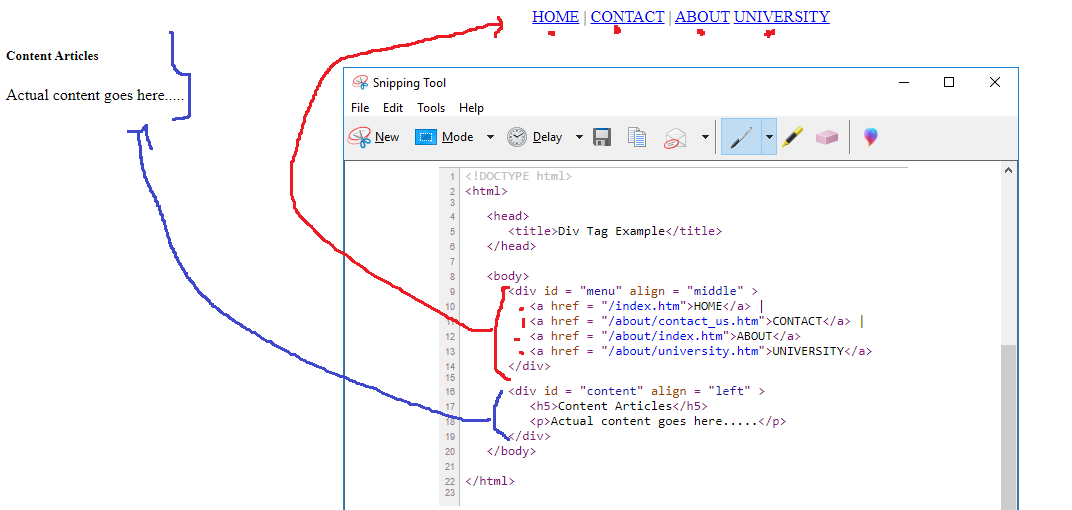 HOME | CONTACT | ABOUT UNIVERSITY
Content Articles
Actual content goes here.....
Snipping Tool
File Edit Tools Help
New Mode Delay
1 <!DOCTYPE html>
2 <html>
3
4 <head>
5 <title>Div Tag Example</title>
6 </head>
7
8 <body>
9 <div id = "menu" align = "middle" >
10 <a href = "/index.htm">HOME</a> |
11 <a href = "/about/contact_us.htm">CONTACT</a> |
12 <a href = "/about/index.htm">ABOUT</a>
13 <a href = "/about/university.htm">UNIVERSITY</a>
14 </div>
15
16 <div id = "content" align = "left" >
17 <h5>Content Articles</h5>
18 <p>Actual content goes here.....</p>
19 </div>
20 </body>
21
22 </html>
23